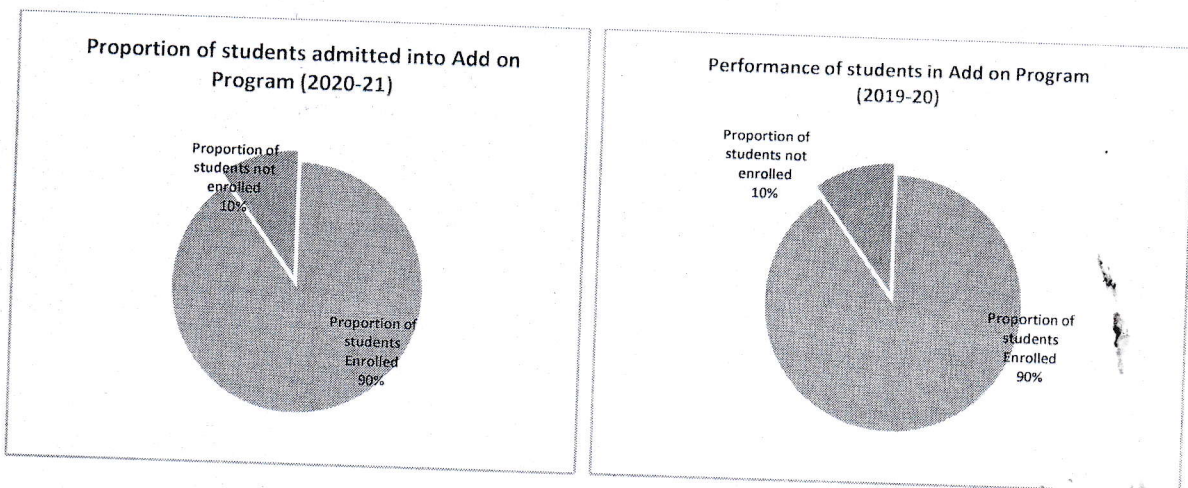 Proportion of students admitted into Add on
Program (2020-21)
Proportion of
students not
enrolled
10%
Proportion of
students
Enrolled
90%
Performance of students in Add on Program
(2019-20)
Proportion of
students not
enrolled
10%
Proportion of
students
Enrolled
90%